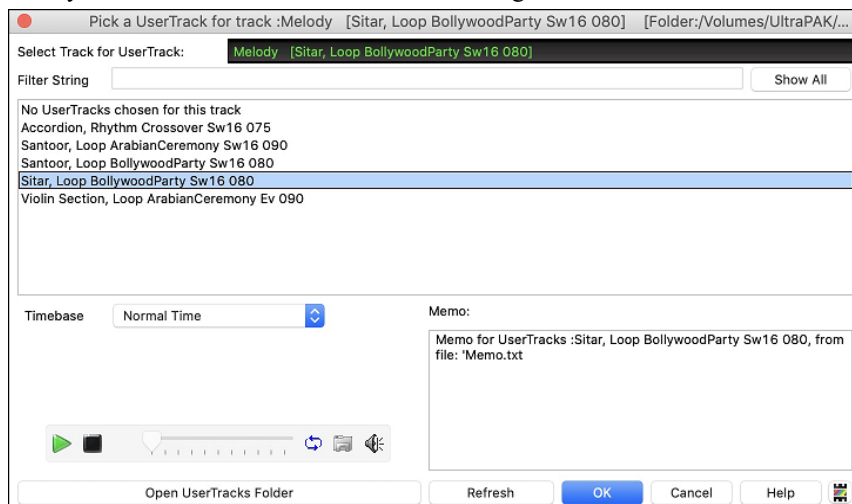 Pick a UserTrack for track :Melody [Sitar, Loop BollywoodParty Sw16 080] [Folder:/Volumes/UltraPAK/...
Select Track for UserTrack: Melody [Sitar, Loop BollywoodParty Sw16 080]
Filter String Show All
No UserTracks chosen for this track
Accordion, Rhythm Crossover Sw16 075
Santoor, Loop ArabianCeremony Sw16 090
Santoor, Loop BollywoodParty Sw16 080
Sitar, Loop BollywoodParty Sw16 080
Violin Section, Loop ArabianCeremony Ev 090
Timebase Normal Time
Memo:
Memo for UserTracks :Sitar, Loop BollywoodParty Sw16 080, from
file: 'Memo.txt
Open UserTracks Folder Refresh OK Cancel Help